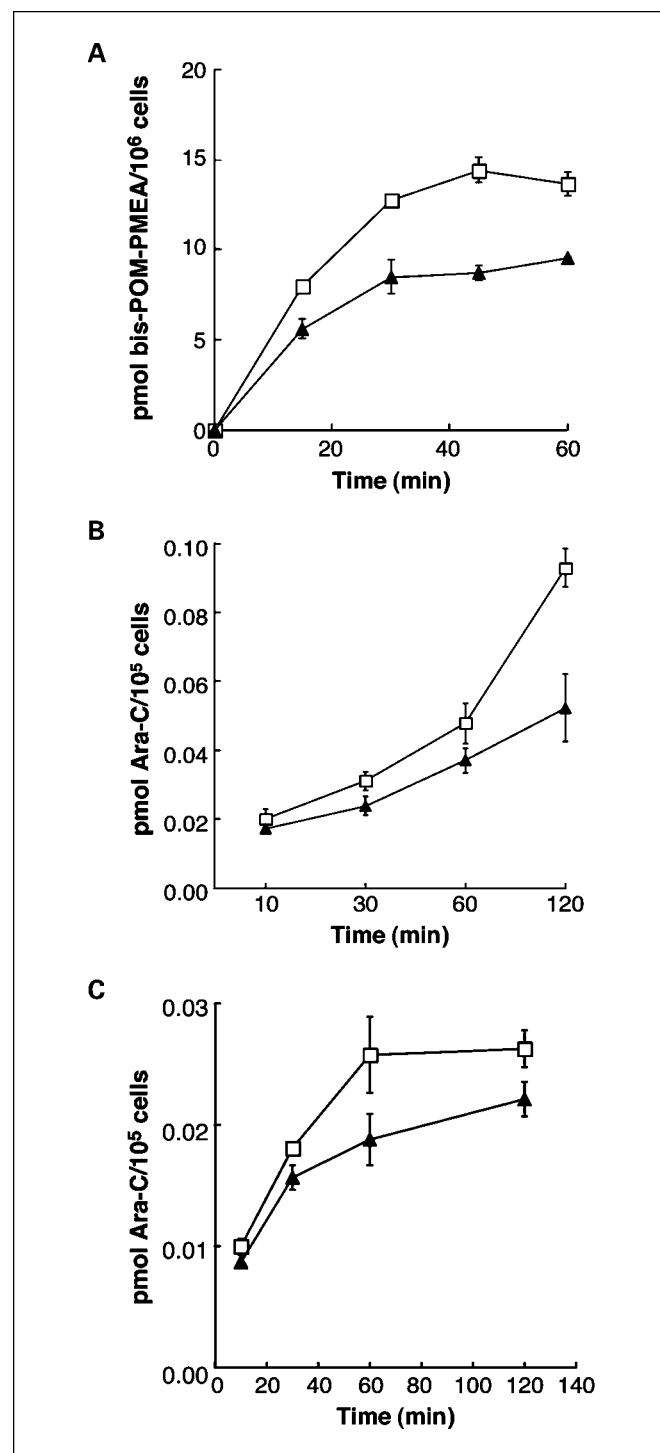 A
pmol bis-POM-PMEA/10⁶ cells
20
15
10
5
0
0 20 40 60
Time (min)
B
pmol Ara-C/10⁵ cells
0.10
0.08
0.06
0.04
0.02
0.00
10 30 60 120
Time (min)
C
pmol Ara-C/10⁵ cells
0.03
0.02
0.01
0.00
0 20 40 60 80 100 120 140
Time (min)